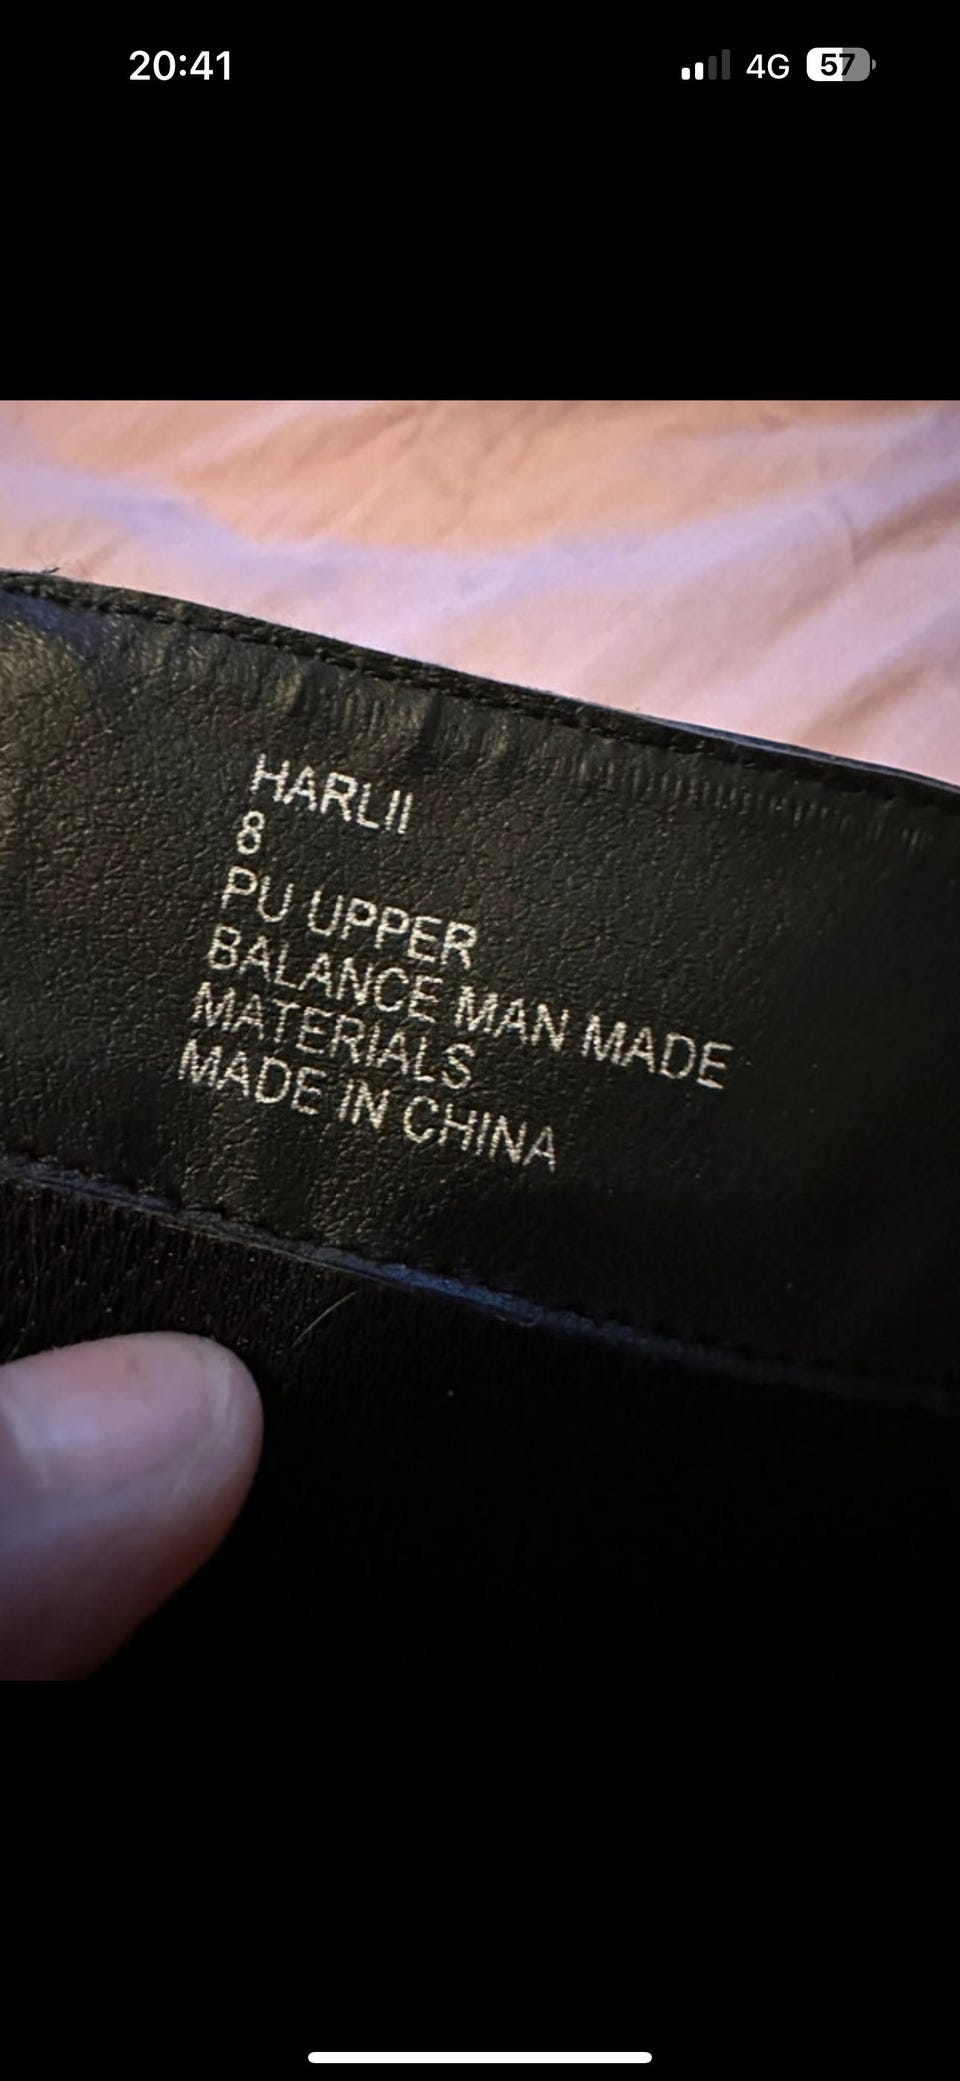 20:41 4G 57
HARLII
8
PU UPPER
BALANCE MAN MADE
MATERIALS
MADE IN CHINA